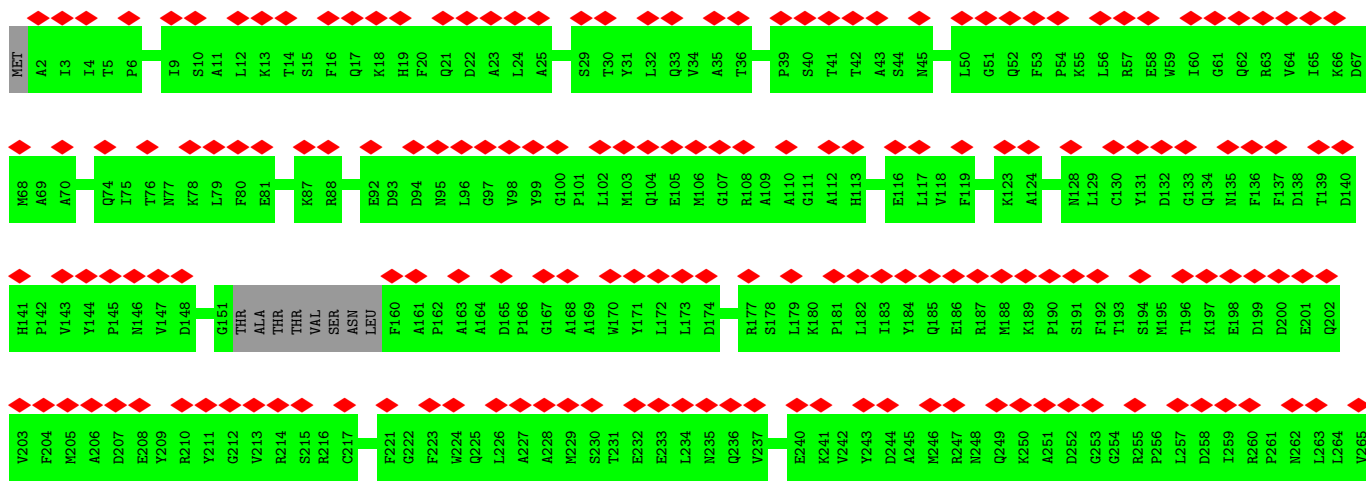 MET A2 I3 I4 T5 P6 I9 S10 A11 L12 K13 T14 S15 F16 Q17 K18 H19 F20 Q21 D22 A23 L24 A25 S29 T30 Y31 L32 Q33 V34 A35 T36 P39 S40 T41 T42 A43 S44 N45 L50 G51 Q52 F53 P54 K55 L56 R57 E58 W59 I60 G61 Q62 R63 V64 I65 K66 D67
M68 A69 A70 Q74 I75 T76 N77 K78 L79 F80 E81 K87 R88 E92 D93 D94 N95 L96 G97 V98 Y99 G100 P101 L102 M103 Q104 E105 M106 G107 R108 A109 A110 G111 A112 H113 E116 L117 V118 F119 K123 A124 N128 L129 C130 Y131 D132 G133 Q134 N135 F136 F137 D138 T139 D140
H141 P142 V143 Y144 P145 N146 V147 D148 G151 THR ALA THR THR VAL SER ASN LEU F160 A161 P162 A163 A164 D165 P166 G167 A168 A169 W170 Y171 L172 L173 D174 R177 S178 L179 K180 P181 L182 I183 Y184 Q185 E186 R187 M188 K189 P190 S191 F192 T193 S194 M195 T196 K197 E198 D199 D200 E201 Q202
V203 F204 M205 A206 D207 E208 Y209 R210 Y211 G212 V213 R214 S215 R216 C217 F221 G222 F223 W224 Q225 L226 A227 A228 M229 S230 T231 E232 E233 L234 N235 Q236 V237 E240 K241 V242 Y243 D244 A245 M246 R247 N248 Q249 K250 A251 D252 G253 G254 R255 P256 L257 D258 I259 R260 P261 N262 L263 L264 V265